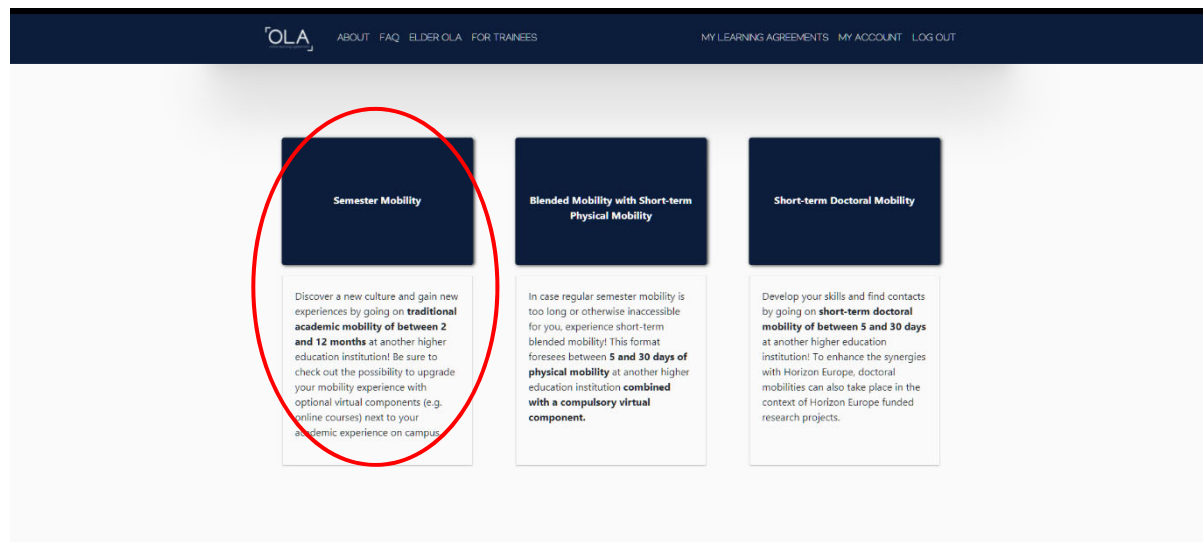 OLA
ABOUT FAQ ELDER OLA FOR TRAINEES
MY LEARNING AGREEMENTS MY ACCOUNT LOG OUT
Semester Mobility
Discover a new culture and gain new
experiences by going on traditional
academic mobility of between 2
and 12 months at another higher
education institution! Be sure to
check out the possibility to upgrade
your mobility experience with
optional virtual components (e.g.
online courses) next to your
academic experience on campus.
Blended Mobility with Short-term
Physical Mobility
In case regular semester mobility is
too long or otherwise inaccessible
for you, experience short-term
blended mobility! This format
foresees between 5 and 30 days of
physical mobility at another higher
education institution combined
with a compulsory virtual
component.
Short-term Doctoral Mobility
Develop your skills and find contacts
by going on short-term doctoral
mobility of between 5 and 30 days
at another higher education
institution! To enhance the synergies
with Horizon Europe, doctoral
mobilities can also take place in the
context of Horizon Europe funded
research projects.